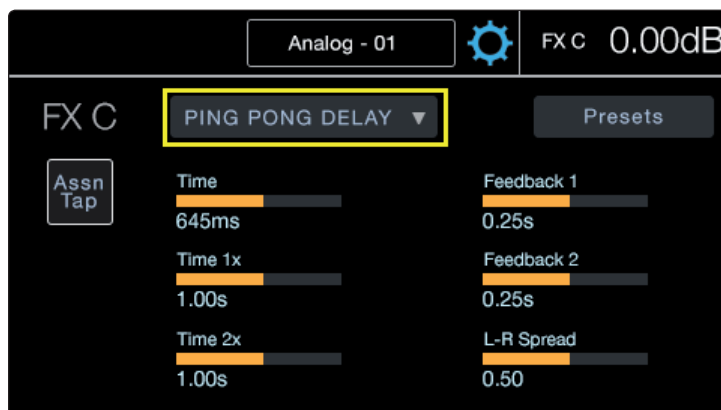 Analog - 01
FX C 0.00dB
FX C
PING PONG DELAY ▼
Presets
Assn
Tap
Time
645ms
Feedback 1
0.25s
Time 1x
1.00s
Feedback 2
0.25s
Time 2x
1.00s
L-R Spread
0.50